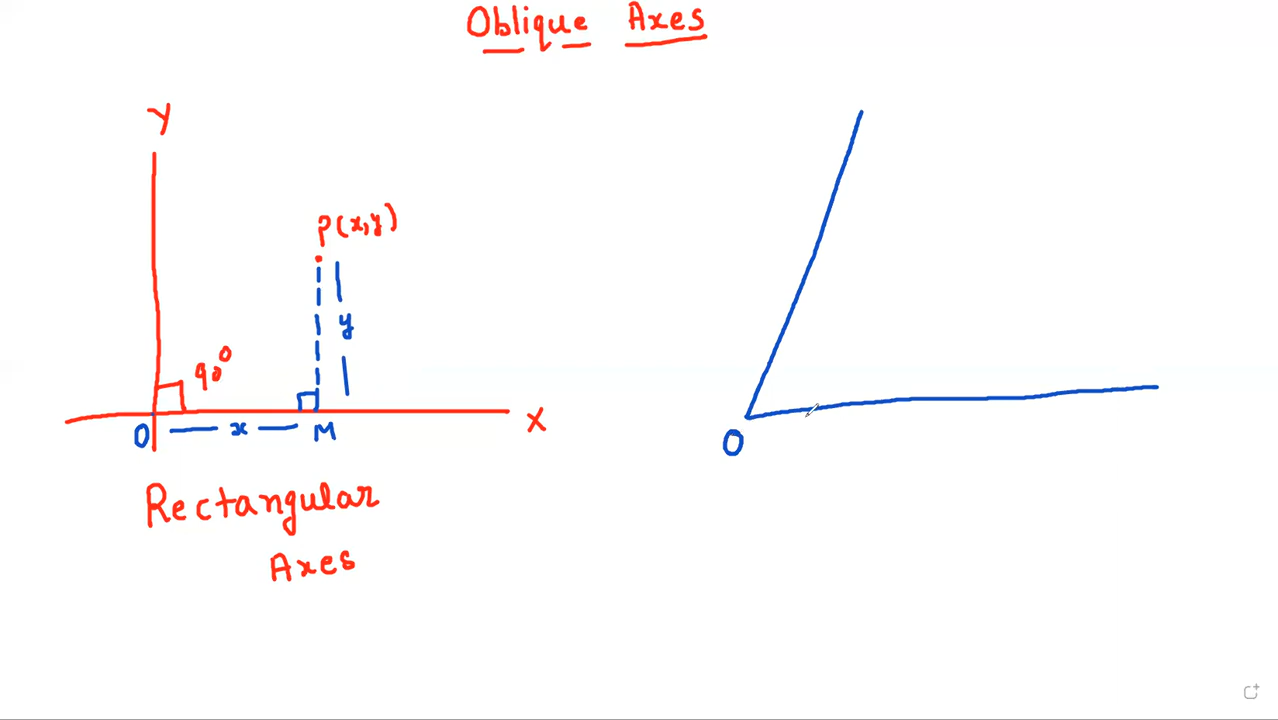 Oblique Axes
Y
P(x,y)
y
90°
O x M
X
Rectangular
Axes
O